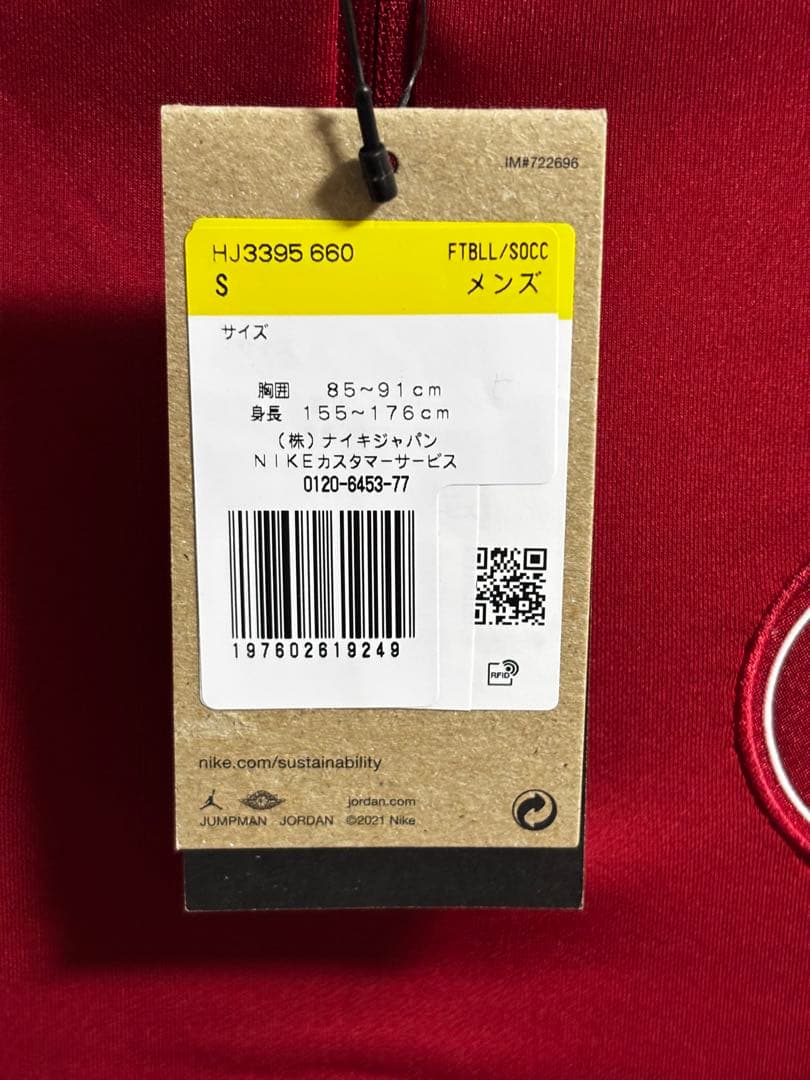 IM#722696
HJ3395 660 FTBLL/SOCC
S メンズ
サイズ
胸囲 85~91cm
身長 155~176cm
(株)ナイキジャパン
NIKEカスタマーサービス
0120-6453-77
197602619249
RFID
nike.com/sustainability
jordan.com
JUMPMAN JORDAN ©2021 Nike